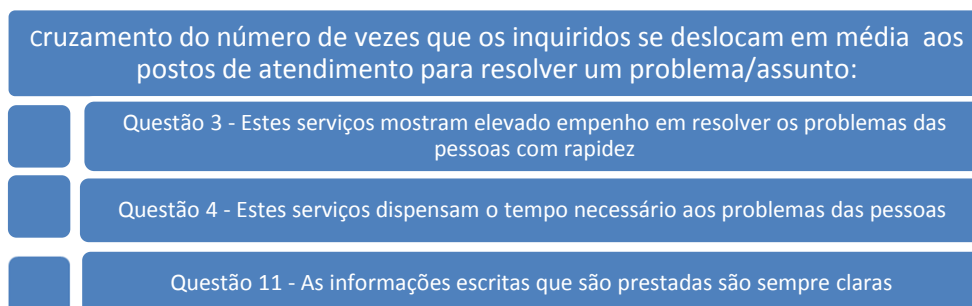 cruzamento do número de vezes que os inquiridos se deslocam em média aos
postos de atendimento para resolver um problema/assunto:
Questão 3 - Estes serviços mostram elevado empenho em resolver os problemas das
pessoas com rapidez
Questão 4 - Estes serviços dispensam o tempo necessário aos problemas das pessoas
Questão 11 - As informações escritas que são prestadas são sempre claras